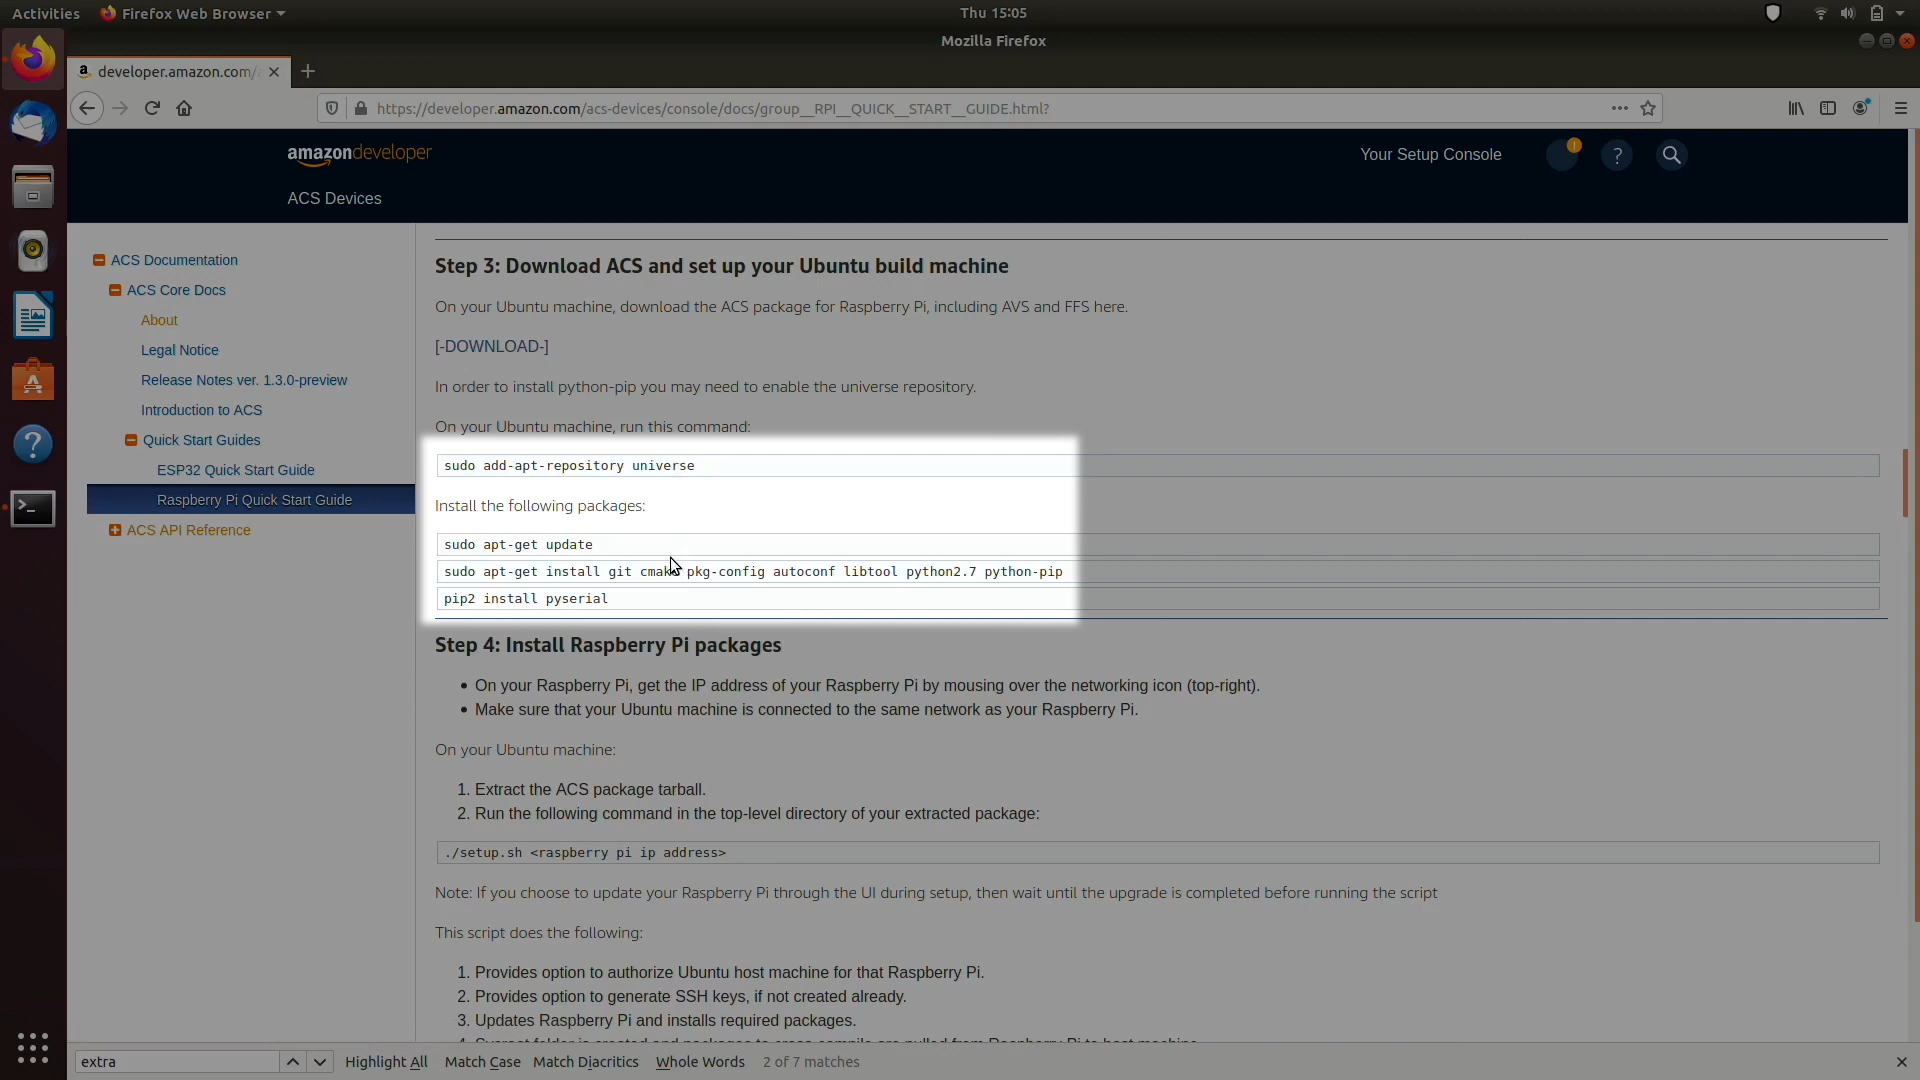 Activities
Firefox Web Browser
Thu 15:05
Mozilla Firefox
developer.amazon.com/
https://developer.amazon.com/acs-devices/console/docs/group__RPI__QUICK__START__GUIDE.html?
amazondeveloper
Your Setup Console
!
?
ACS Devices
ACS Documentation
ACS Core Docs
About
Legal Notice
Release Notes ver. 1.3.0-preview
Introduction to ACS
Quick Start Guides
ESP32 Quick Start Guide
Raspberry Pi Quick Start Guide
ACS API Reference
Step 3: Download ACS and set up your Ubuntu build machine
On your Ubuntu machine, download the ACS package for Raspberry Pi, including AVS and FFS here.
[-DOWNLOAD-]
In order to install python-pip you may need to enable the universe repository.
On your Ubuntu machine, run this command:
sudo add-apt-repository universe
Install the following packages:
sudo apt-get update
sudo apt-get install git cmake pkg-config autoconf libtool python2.7 python-pip
pip2 install pyserial
Step 4: Install Raspberry Pi packages
• On your Raspberry Pi, get the IP address of your Raspberry Pi by mousing over the networking icon (top-right).
• Make sure that your Ubuntu machine is connected to the same network as your Raspberry Pi.
On your Ubuntu machine:
1. Extract the ACS package tarball.
2. Run the following command in the top-level directory of your extracted package:
./setup.sh <raspberry pi ip address>
Note: If you choose to update your Raspberry Pi through the UI during setup, then wait until the upgrade is completed before running the script
This script does the following:
1. Provides option to authorize Ubuntu host machine for that Raspberry Pi.
2. Provides option to generate SSH keys, if not created already.
3. Updates Raspberry Pi and installs required packages.
extra
Highlight All
Match Case
Match Diacritics
Whole Words
2 of 7 matches